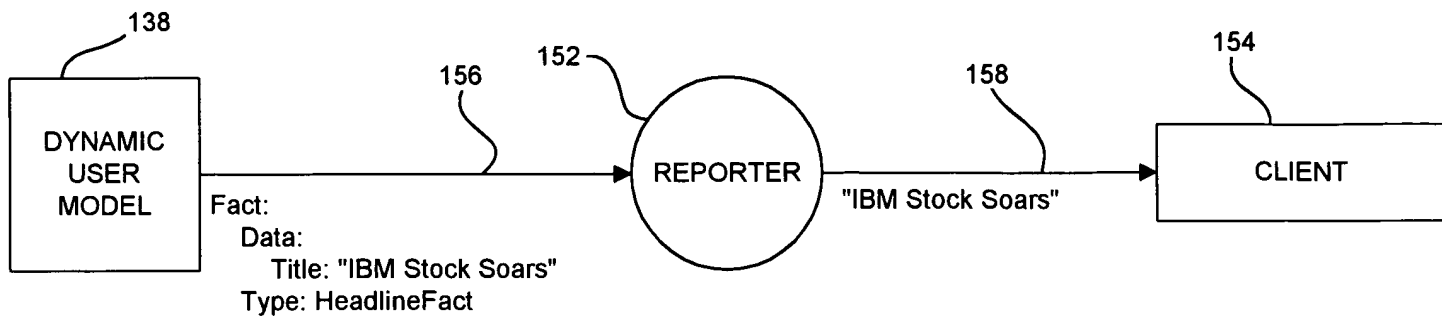 138
156
152
158
154
DYNAMIC
USER
MODEL
REPORTER
CLIENT
Fact:
Data:
Title: "IBM Stock Soars"
Type: HeadlineFact
"IBM Stock Soars"